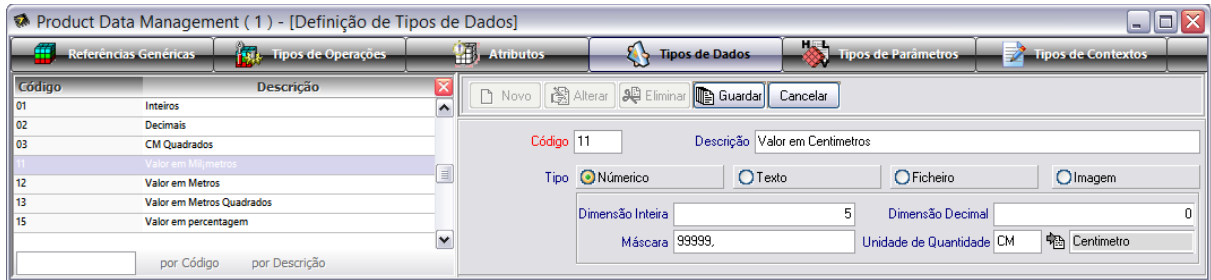 Product Data Management ( 1 ) - [Definição de Tipos de Dados]
Referências Genéricas Tipos de Operações Atributos Tipos de Dados Tipos de Parâmetros Tipos de Contextos
Código Descrição
01 Inteiros
02 Decimais
03 CM Quadrados
11 Valor em Milímetros
12 Valor em Metros
13 Valor em Metros Quadrados
15 Valor em percentagem
por Código por Descrição
Novo Alterar Eliminar Guardar Cancelar
Código 11 Descrição Valor em Centimetros
Tipo Númerico Texto Ficheiro Imagem
Dimensão Inteira 5 Dimensão Decimal 0
Máscara 99999, Unidade de Quantidade CM Centimetro